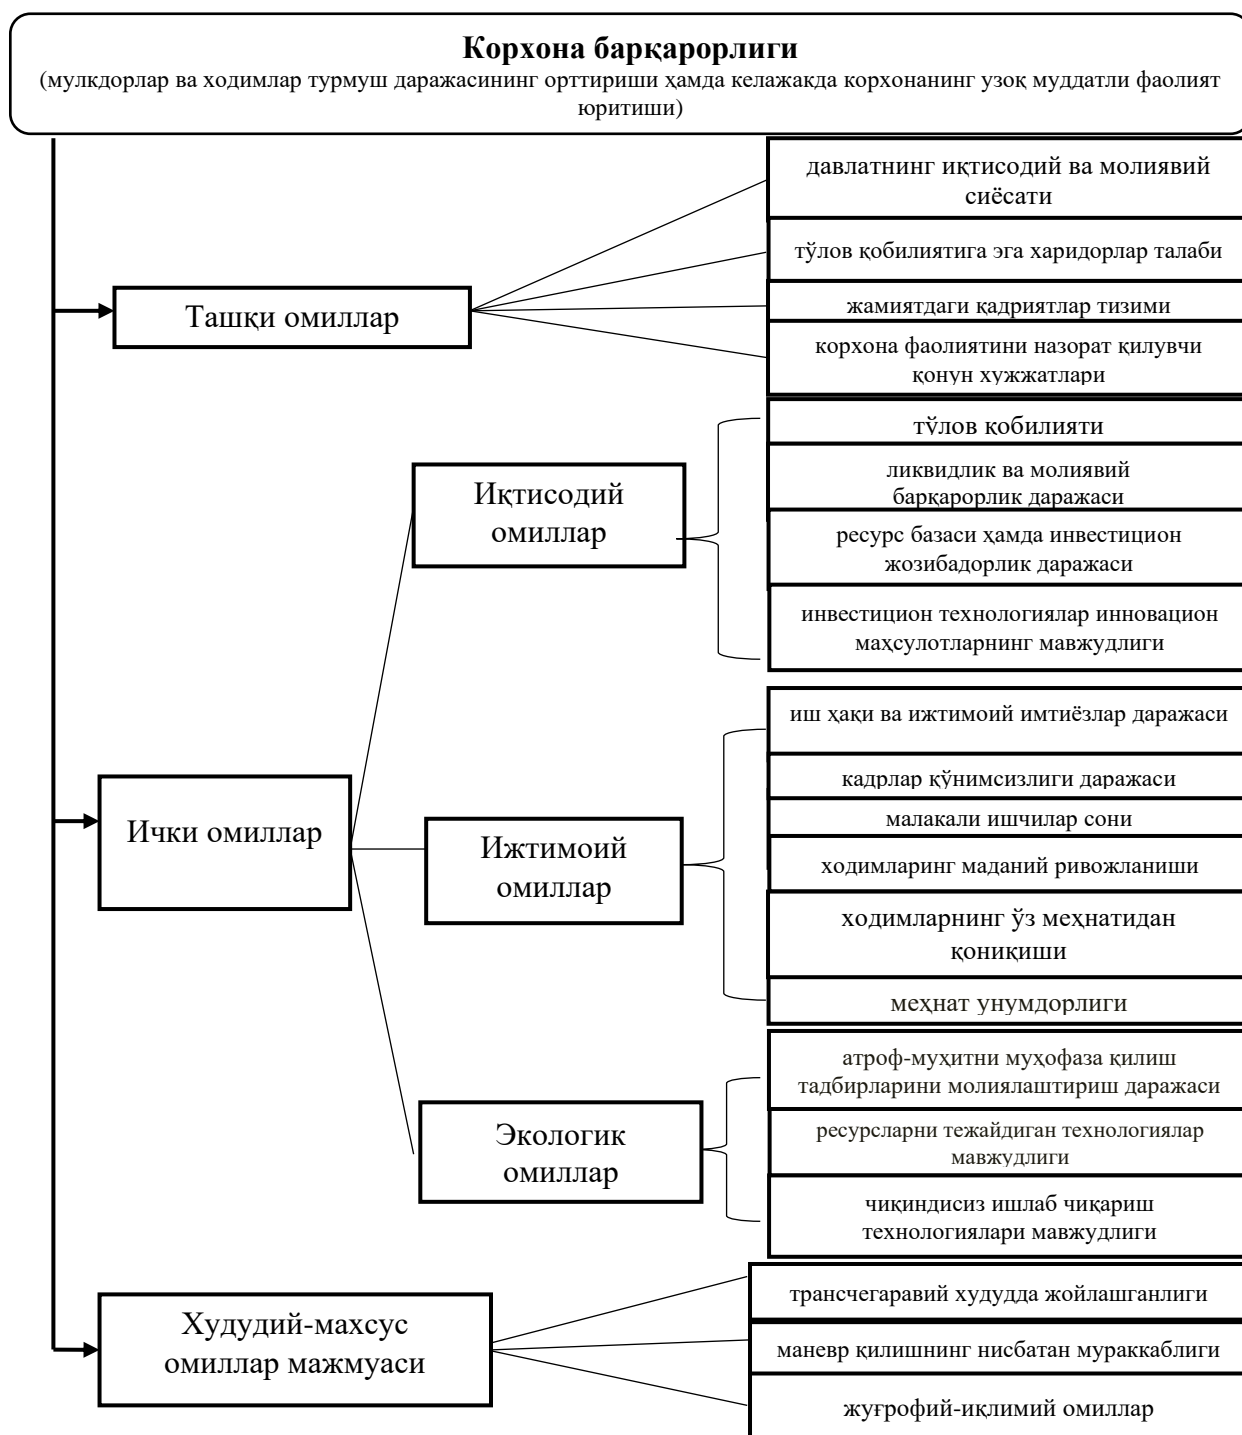 Корхона барқарорлиги
(мулкдорлар ва ходимлар турмуш даражасининг орттириши ҳамда келажакда корхонанинг узоқ муддатли фаолият
юритиши)
давлатнинг иқтисодий ва молиявий
сиёсати
тўлов қобилиятига эга харидорлар талаби
Ташқи омиллар
жамиятдаги қадриятлар тизими
корхона фаолиятини назорат қилувчи
қонун хужжатлари
тўлов қобилияти
Иқтисодий
омиллар
ликвидлик ва молиявий
барқарорлик даражаси
ресурс базаси ҳамда инвестицион
жозибадорлик даражаси
инвестицион технологиялар инновацион
маҳсулотларнинг мавжудлиги
иш ҳақи ва ижтимоий имтиёзлар даражаси
кадрлар қўнимсизлиги даражаси
Ички омиллар
малакали ишчилар сони
Ижтимоий
омиллар
ходимларинг маданий ривожланиши
ходимларнинг ўз меҳнатидан
қониқиши
меҳнат унумдорлиги
атроф-муҳитни муҳофаза қилиш
тадбирларини молиялаштириш даражаси
Экологик
омиллар
ресурсларни тежайдиган технологиялар
мавжудлиги
чиқиндисиз ишлаб чиқариш
технологиялари мавжудлиги
Худудий-махсус
омиллар мажмуаси
трансчегаравий худудда жойлашганлиги
маневр қилишнинг нисбатан мураккаблиги
жуғрофий-иқлимий омиллар